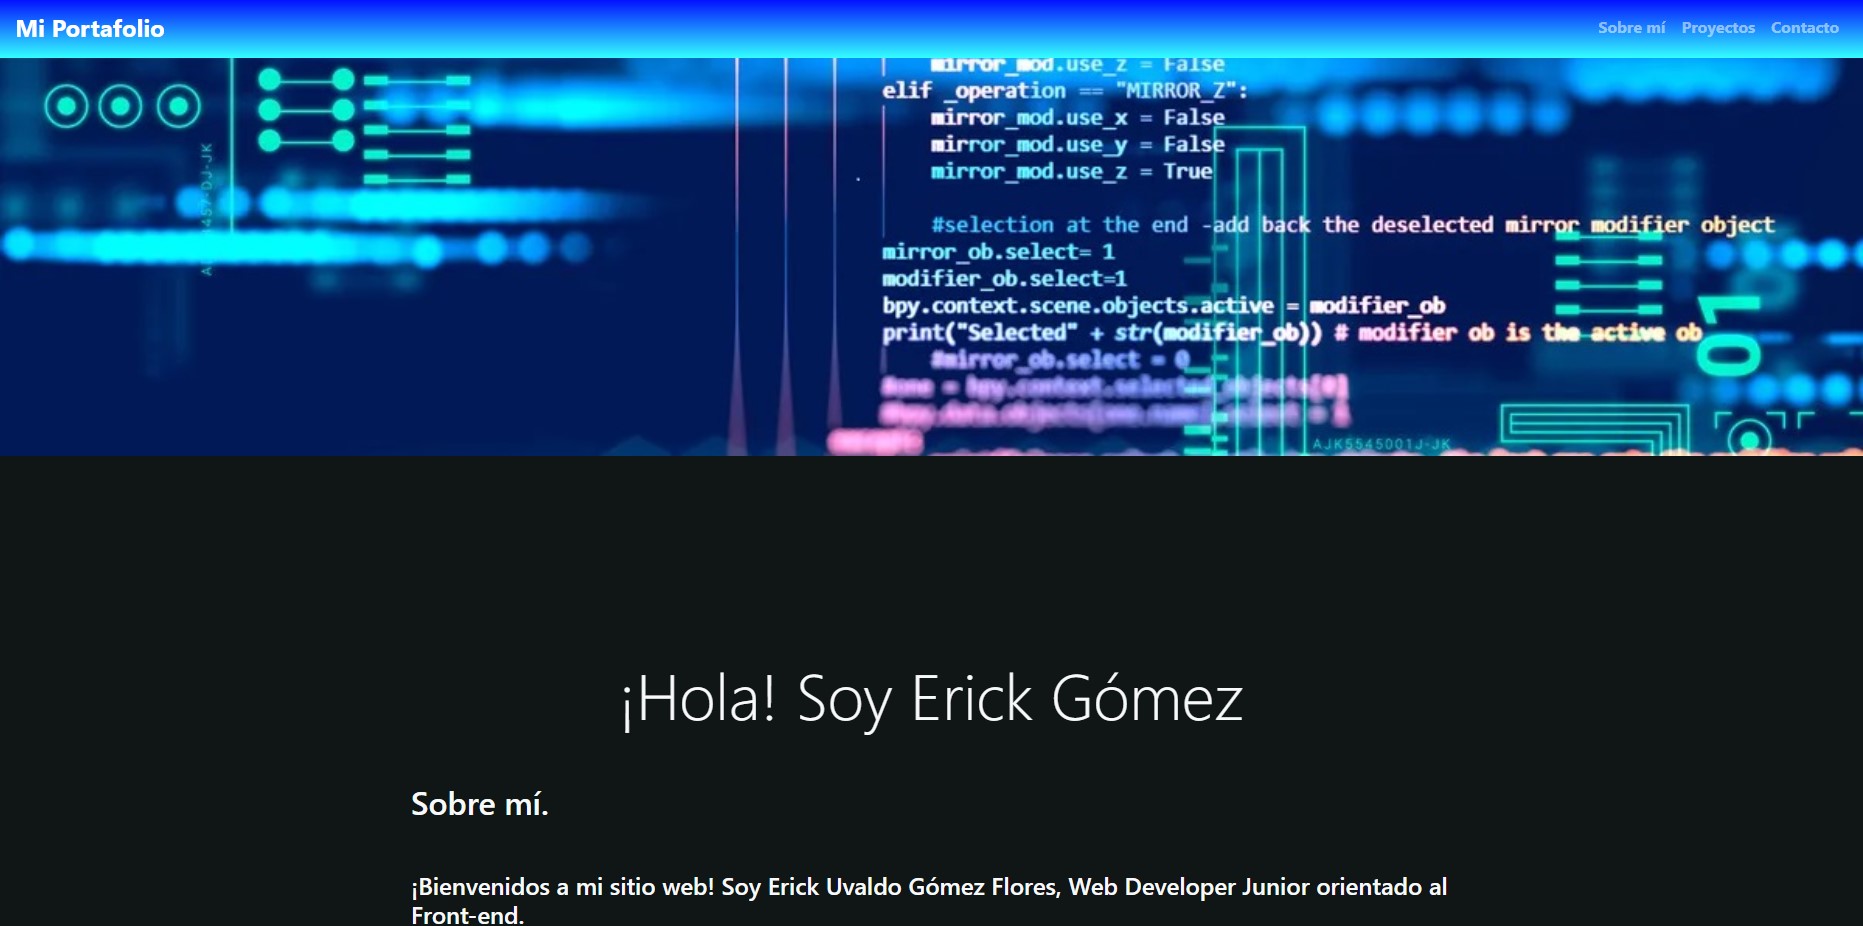 Mi Portafolio
Sobre mí Proyectos Contacto
mirror_mod.use_z = False
elif _operation == "MIRROR_Z":
mirror_mod.use_x = False
mirror_mod.use_y = False
mirror_mod.use_z = True
#selection at the end -add back the deselected mirror modifier object
mirror_ob.select= 1
modifier_ob.select=1
bpy.context.scene.objects.active = modifier_ob
print("Selected" + str(modifier_ob)) # modifier ob is the active ob
#mirror_ob.select = 0
01
AJK5545001J-JK
¡Hola! Soy Erick Gómez
Sobre mí.
¡Bienvenidos a mi sitio web! Soy Erick Uvaldo Gómez Flores, Web Developer Junior orientado al
Front-end.